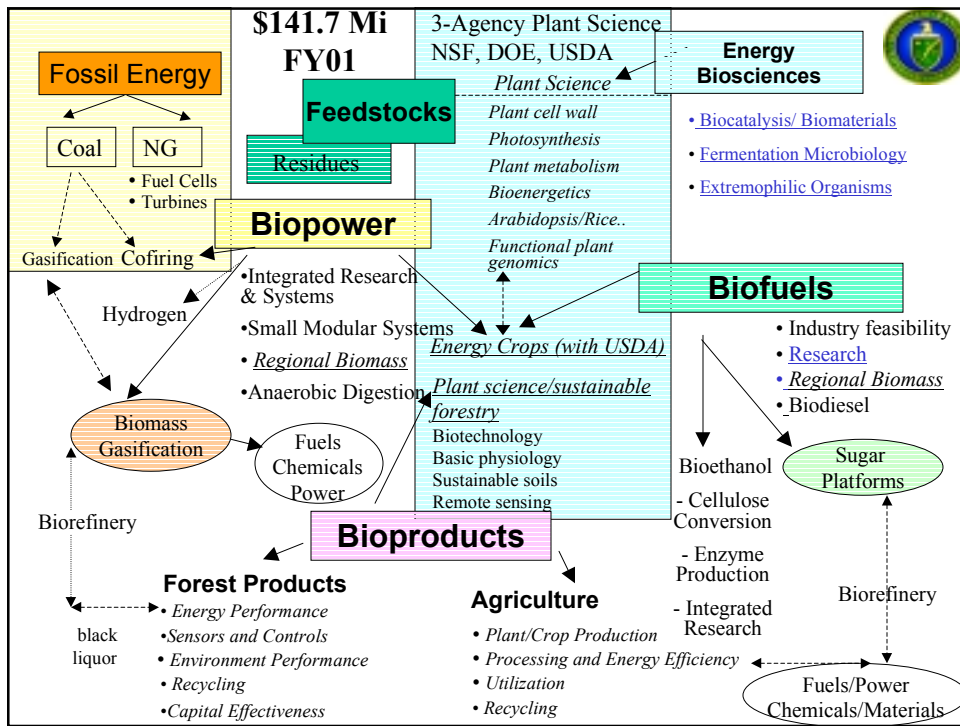 $141.7 Mi
FY01
3-Agency Plant Science
NSF, DOE, USDA
Plant Science
Energy
Biosciences
• Biocatalysis/ Biomaterials
• Fermentation Microbiology
• Extremophilic Organisms
Fossil Energy
Coal
NG
• Fuel Cells
• Turbines
Gasification
Cofiring
Feedstocks
Residues
Plant cell wall
Photosynthesis
Plant metabolism
Bioenergetics
Arabidopsis/Rice..
Functional plant
genomics
Biopower
•Integrated Research
& Systems
•Small Modular Systems
• Regional Biomass
•Anaerobic Digestion
Hydrogen
Energy Crops (with USDA)
Plant science/sustainable
forestry
Biotechnology
Basic physiology
Sustainable soils
Remote sensing
Biofuels
• Industry feasibility
• Research
• Regional Biomass
• Biodiesel
Biomass
Gasification
Fuels
Chemicals
Power
Bioethanol
- Cellulose
Conversion
- Enzyme
Production
- Integrated
Research
Sugar
Platforms
Biorefinery
Biorefinery
black
liquor
Bioproducts
Forest Products
• Energy Performance
•Sensors and Controls
• Environment Performance
• Recycling
•Capital Effectiveness
Agriculture
• Plant/Crop Production
• Processing and Energy Efficiency
• Utilization
• Recycling
Fuels/Power
Chemicals/Materials